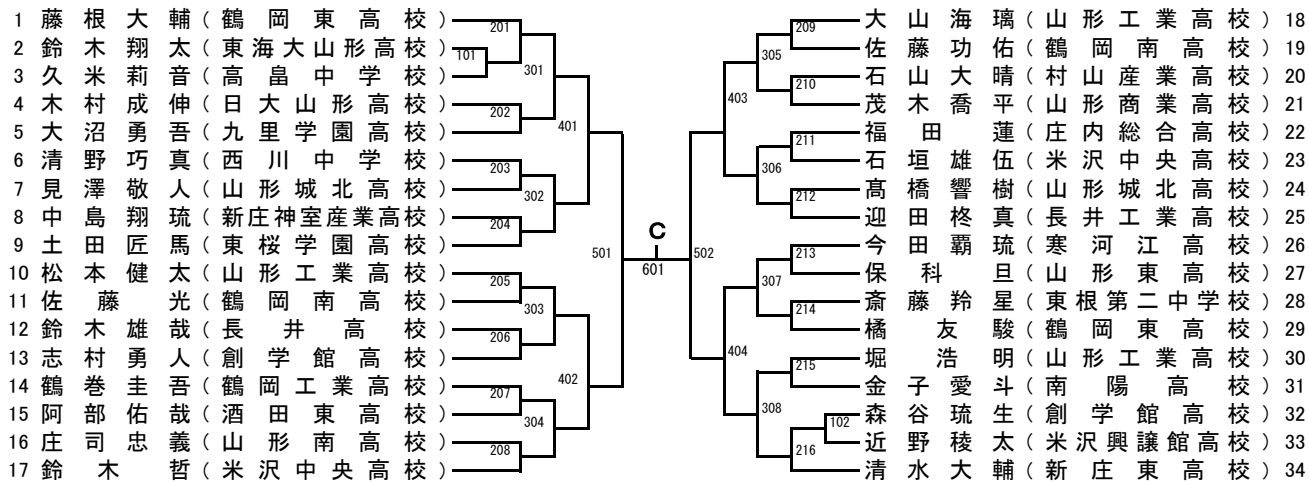 1 藤根大輔(鶴岡東高校)
2 鈴木翔太(東海大山形高校)
3 久米莉音(高畠中学校)
4 木村成伸(日大山形高校)
5 大沼勇吾(九里学園高校)
6 清野巧真(西川中学校)
7 見澤敬人(山形城北高校)
8 中島翔琉(新庄神室産業高校)
9 土田匠馬(東桜学園高校)
10 松本健太(山形工業高校)
11 佐藤光(鶴岡南高校)
12 鈴木雄哉(長井高校)
13 志村勇人(創学館高校)
14 鶴巻圭吾(鶴岡工業高校)
15 阿部佑哉(酒田東高校)
16 庄司忠義(山形南高校)
17 鈴木哲(米沢中央高校)
101
201
202
203
204
205
206
207
208
301
302
303
304
401
402
501
C
601
502
403
404
305
306
307
308
209
210
211
212
213
214
215
216
102
大山海璃(山形工業高校) 18
佐藤功佑(鶴岡南高校) 19
石山大晴(村山産業高校) 20
茂木喬平(山形商業高校) 21
福田蓮(庄内総合高校) 22
石垣雄伍(米沢中央高校) 23
髙橋響樹(山形城北高校) 24
迎田柊真(長井工業高校) 25
今田覇琉(寒河江高校) 26
保科旦(山形東高校) 27
斎藤羚星(東根第二中学校) 28
橘友駿(鶴岡東高校) 29
堀浩明(山形工業高校) 30
金子愛斗(南陽高校) 31
森谷琉生(創学館高校) 32
近野稜太(米沢興譲館高校) 33
清水大輔(新庄東高校) 34